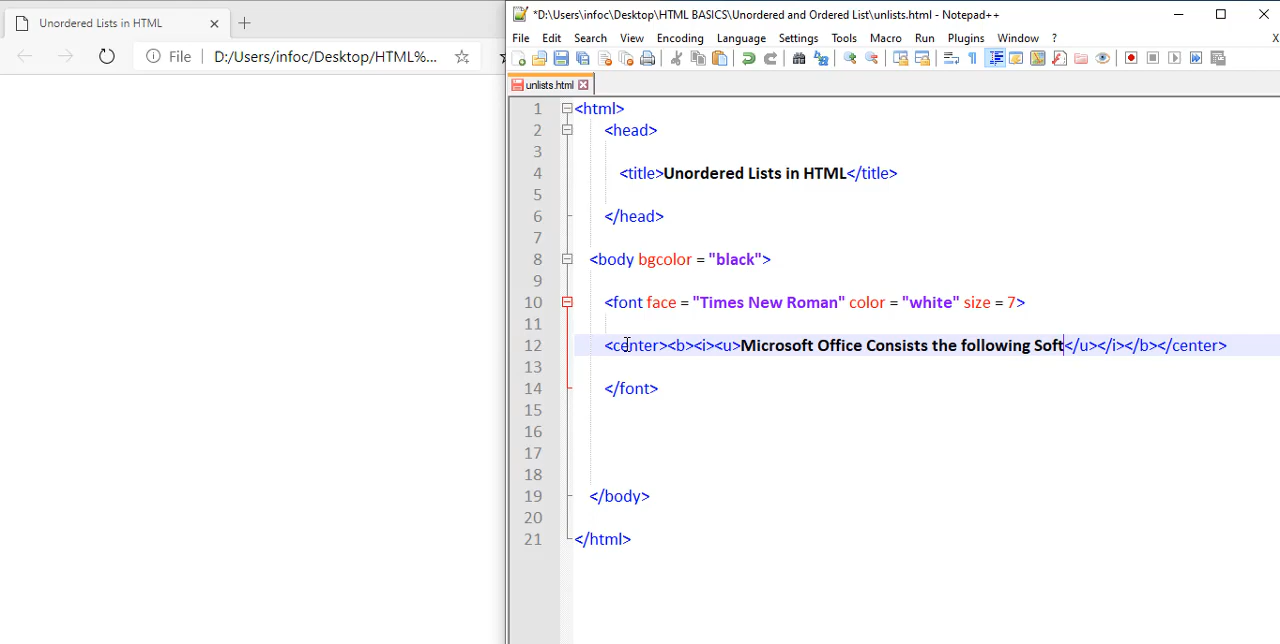 Unordered Lists in HTML
File D:/Users/infoc/Desktop/HTML%...
*D:\Users\infoc\Desktop\HTML BASICS\Unordered and Ordered List\unlists.html - Notepad++
File Edit Search View Encoding Language Settings Tools Macro Run Plugins Window ? X
unlists.html
1 <html>
2 <head>
3
4 <title>Unordered Lists in HTML</title>
5
6 </head>
7
8 <body bgcolor = "black">
9
10 <font face = "Times New Roman" color = "white" size = 7>
11
12 <center><b><i><u>Microsoft Office Consists the following Soft</u></i></b></center>
13
14 </font>
15
16
17
18
19 </body>
20
21 </html>